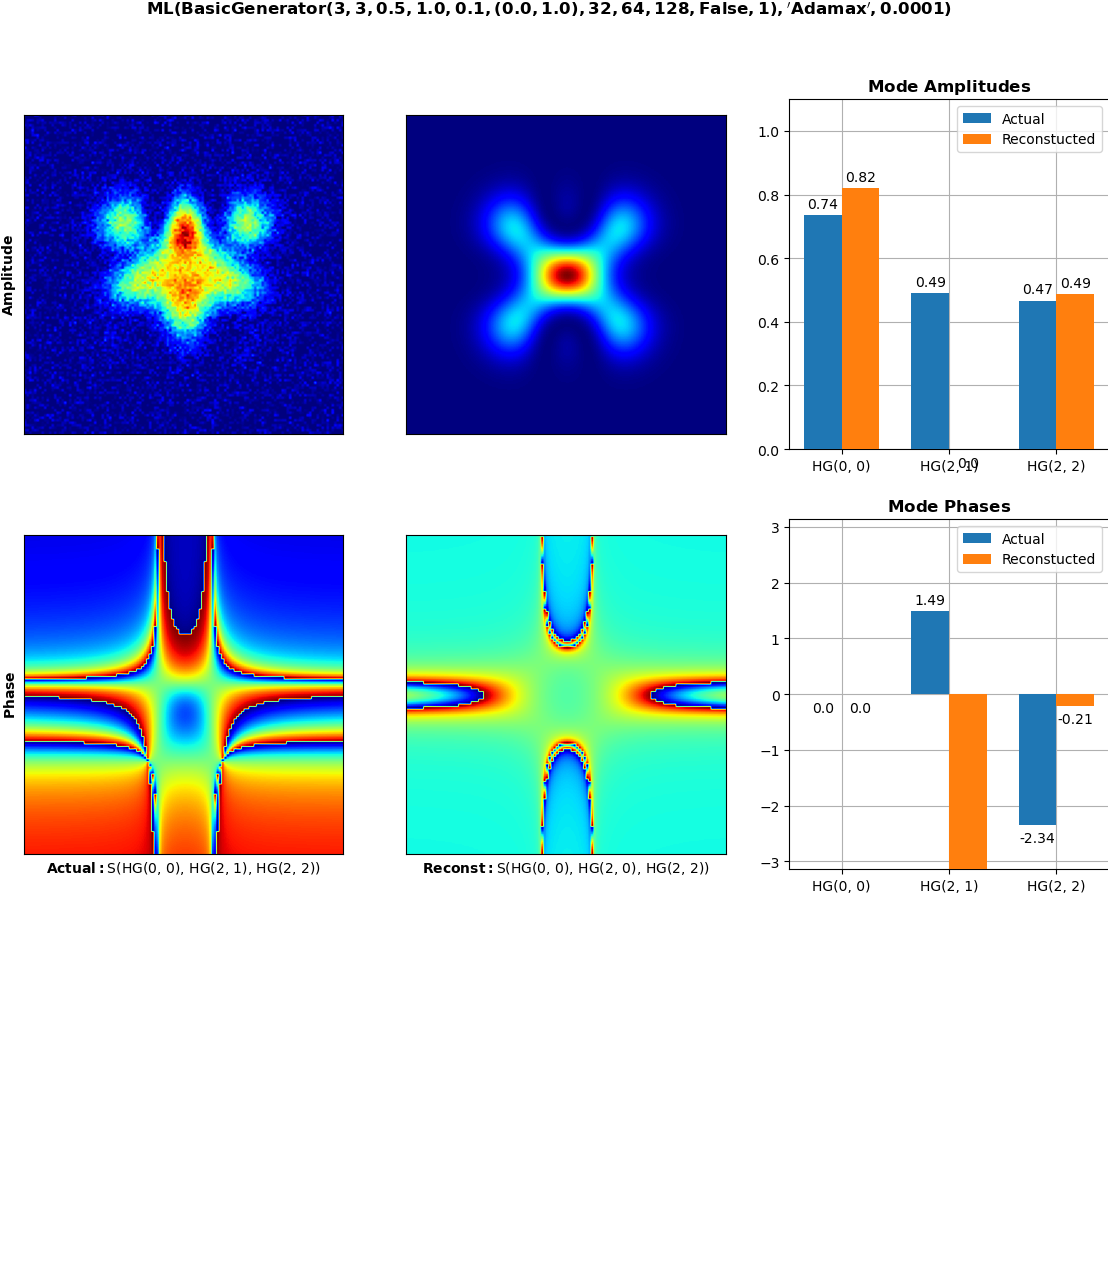 ML(BasicGenerator(3, 3, 0.5, 1.0, 0.1, (0.0, 1.0), 32, 64, 128, False, 1), ′Adamax′, 0.0001)
Amplitude
Mode Amplitudes
Actual
Reconstucted
1.0
0.8
0.6
0.4
0.2
0.0
0.74
0.82
0.49
0.0
0.47
0.49
HG(0, 0)
HG(2, 1)
HG(2, 2)
Phase
Actual: S(HG(0, 0), HG(2, 1), HG(2, 2))
Reconst: S(HG(0, 0), HG(2, 0), HG(2, 2))
Mode Phases
Actual
Reconstucted
3
2
1
0
−1
−2
−3
0.0
0.0
1.49
-2.34
-0.21
HG(0, 0)
HG(2, 1)
HG(2, 2)